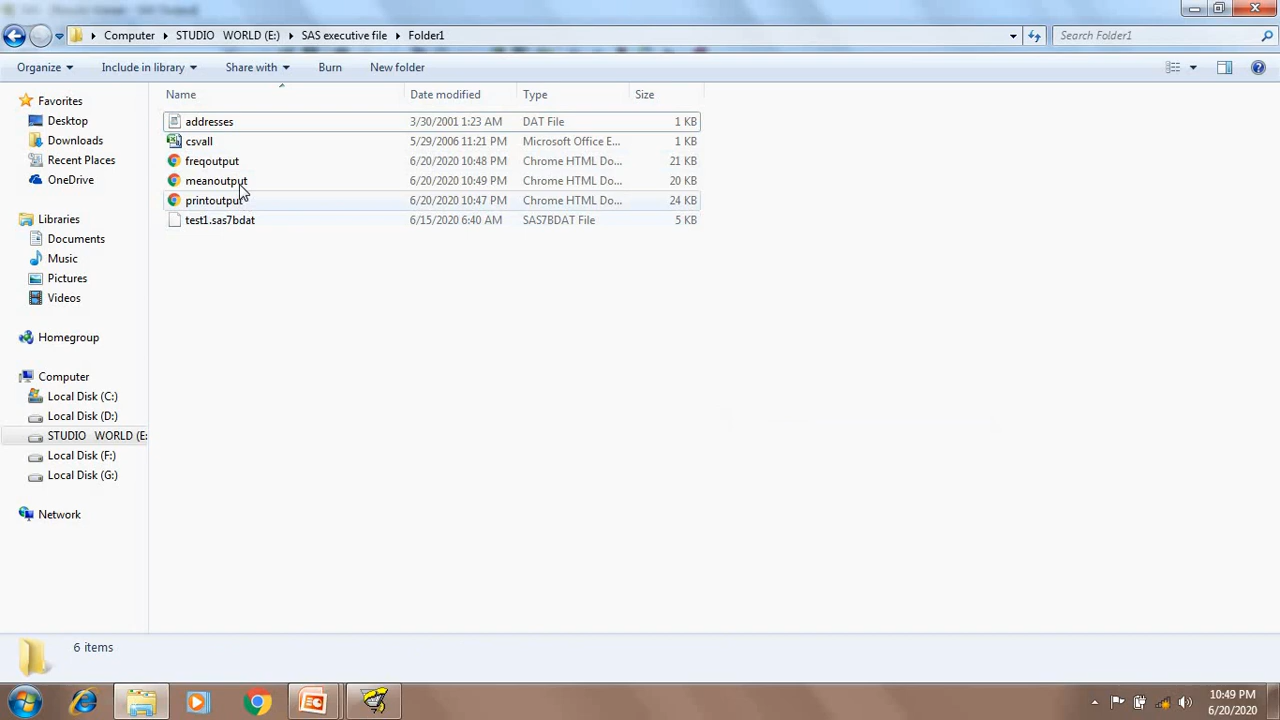 Computer STUDIO WORLD (E:) SAS executive file Folder1
Search Folder1
Organize Include in library Share with Burn New folder
Name Date modified Type Size
Favorites
Desktop
Downloads
Recent Places
OneDrive
Libraries
Documents
Music
Pictures
Videos
Homegroup
Computer
Local Disk (C:)
Local Disk (D:)
STUDIO WORLD (E:
Local Disk (F:)
Local Disk (G:)
Network
addresses 3/30/2001 1:23 AM DAT File 1 KB
csvall 5/29/2006 11:21 PM Microsoft Office E... 1 KB
freqoutput 6/20/2020 10:48 PM Chrome HTML Do... 21 KB
meanoutput 6/20/2020 10:49 PM Chrome HTML Do... 20 KB
printoutput 6/20/2020 10:47 PM Chrome HTML Do... 24 KB
test1.sas7bdat 6/15/2020 6:40 AM SAS7BDAT File 5 KB
6 items
10:49 PM
6/20/2020